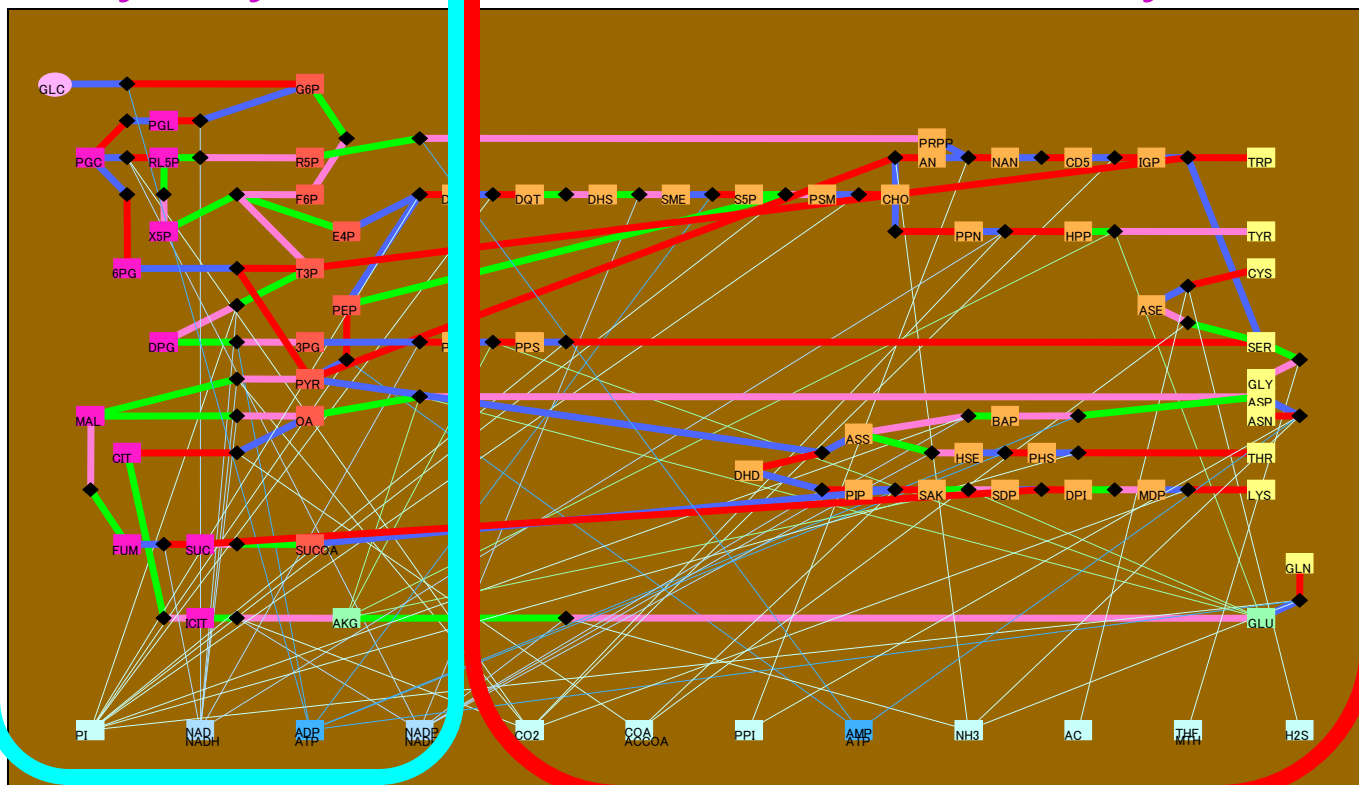 GLC
G6P
PGL
PRPP
PGC
RL5P
R5P
AN
NAN
CD5
IGP
TRP
F6P
DQT
DHS
SME
S5P
PSM
CHO
X5P
E4P
PPN
HPP
TYR
6PG
T3P
CYS
PEP
ASE
DPG
3PG
PPS
SER
PYR
GLY
ASP
MAL
OA
BAP
ASN
ASS
CIT
HSE
PHS
THR
DHD
PIP
SAK
SDP
DPI
MDP
LYS
FUM
SUC
SUCOA
GLN
ICIT
AKG
GLU
PI
NAD
NADH
ADP
ATP
NADP
CO2
COA
ACCOA
PPI
AMP
ATP
NH3
AC
THF
MTH
H2S